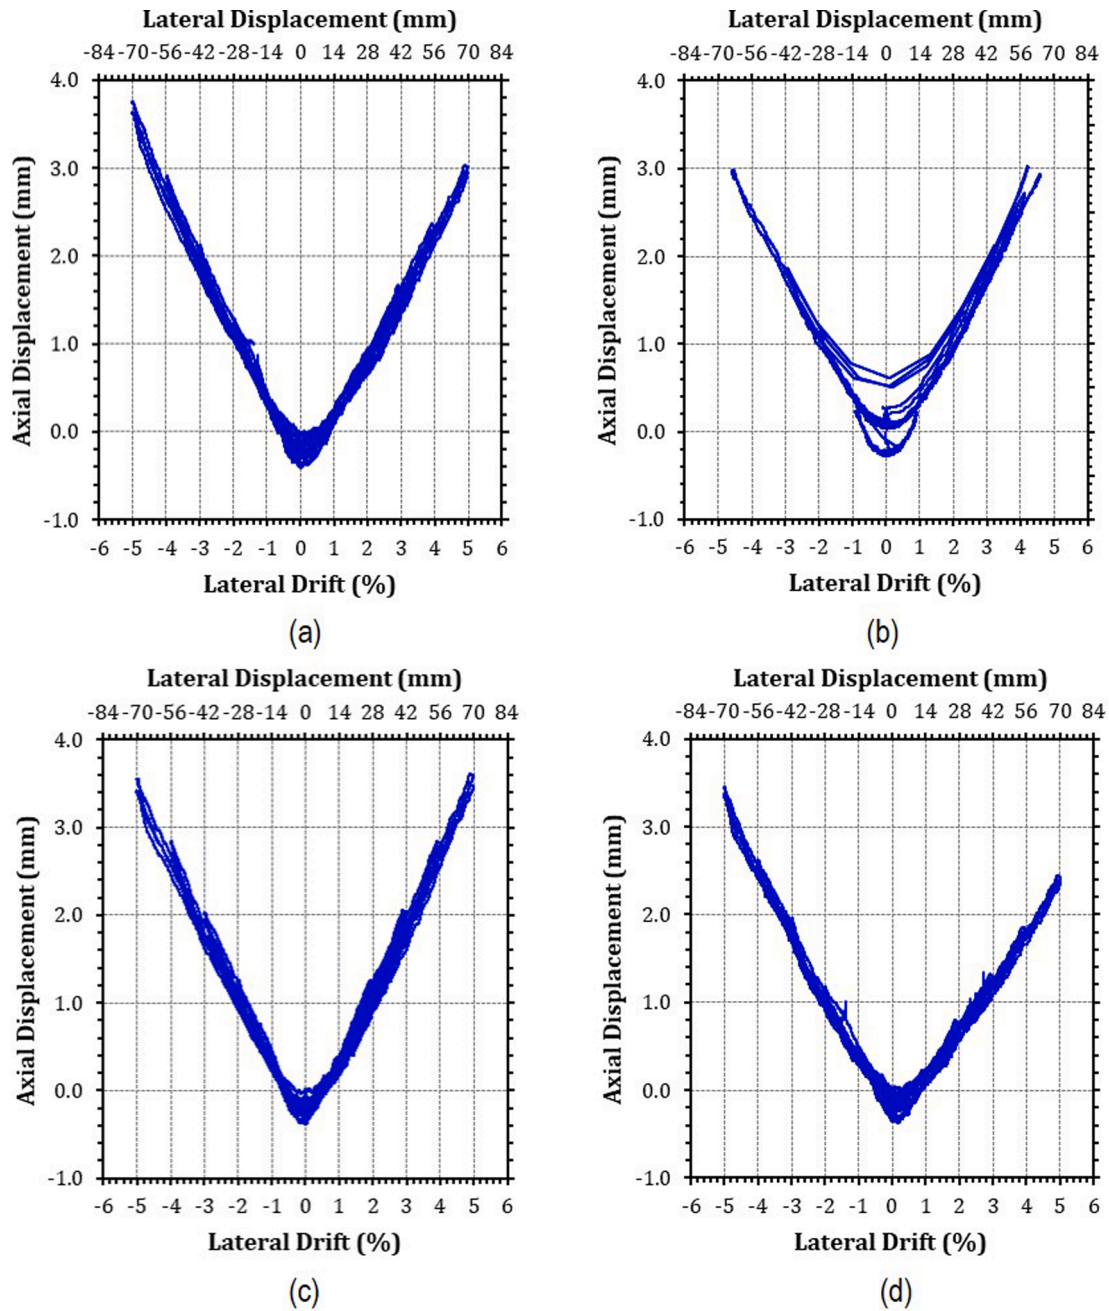 Lateral Displacement (mm)
-84 -70 -56 -42 -28 -14 0 14 28 42 56 70 84
4.0
3.0
2.0
1.0
0.0
-1.0
Axial Displacement (mm)
-6 -5 -4 -3 -2 -1 0 1 2 3 4 5 6
Lateral Drift (%)
(a)
Lateral Displacement (mm)
-84 -70 -56 -42 -28 -14 0 14 28 42 56 70 84
4.0
3.0
2.0
1.0
0.0
-1.0
Axial Displacement (mm)
-6 -5 -4 -3 -2 -1 0 1 2 3 4 5 6
Lateral Drift (%)
(b)
Lateral Displacement (mm)
-84 -70 -56 -42 -28 -14 0 14 28 42 56 70 84
4.0
3.0
2.0
1.0
0.0
-1.0
Axial Displacement (mm)
-6 -5 -4 -3 -2 -1 0 1 2 3 4 5 6
Lateral Drift (%)
(c)
Lateral Displacement (mm)
-84 -70 -56 -42 -28 -14 0 14 28 42 56 70 84
4.0
3.0
2.0
1.0
0.0
-1.0
Axial Displacement (mm)
-6 -5 -4 -3 -2 -1 0 1 2 3 4 5 6
Lateral Drift (%)
(d)